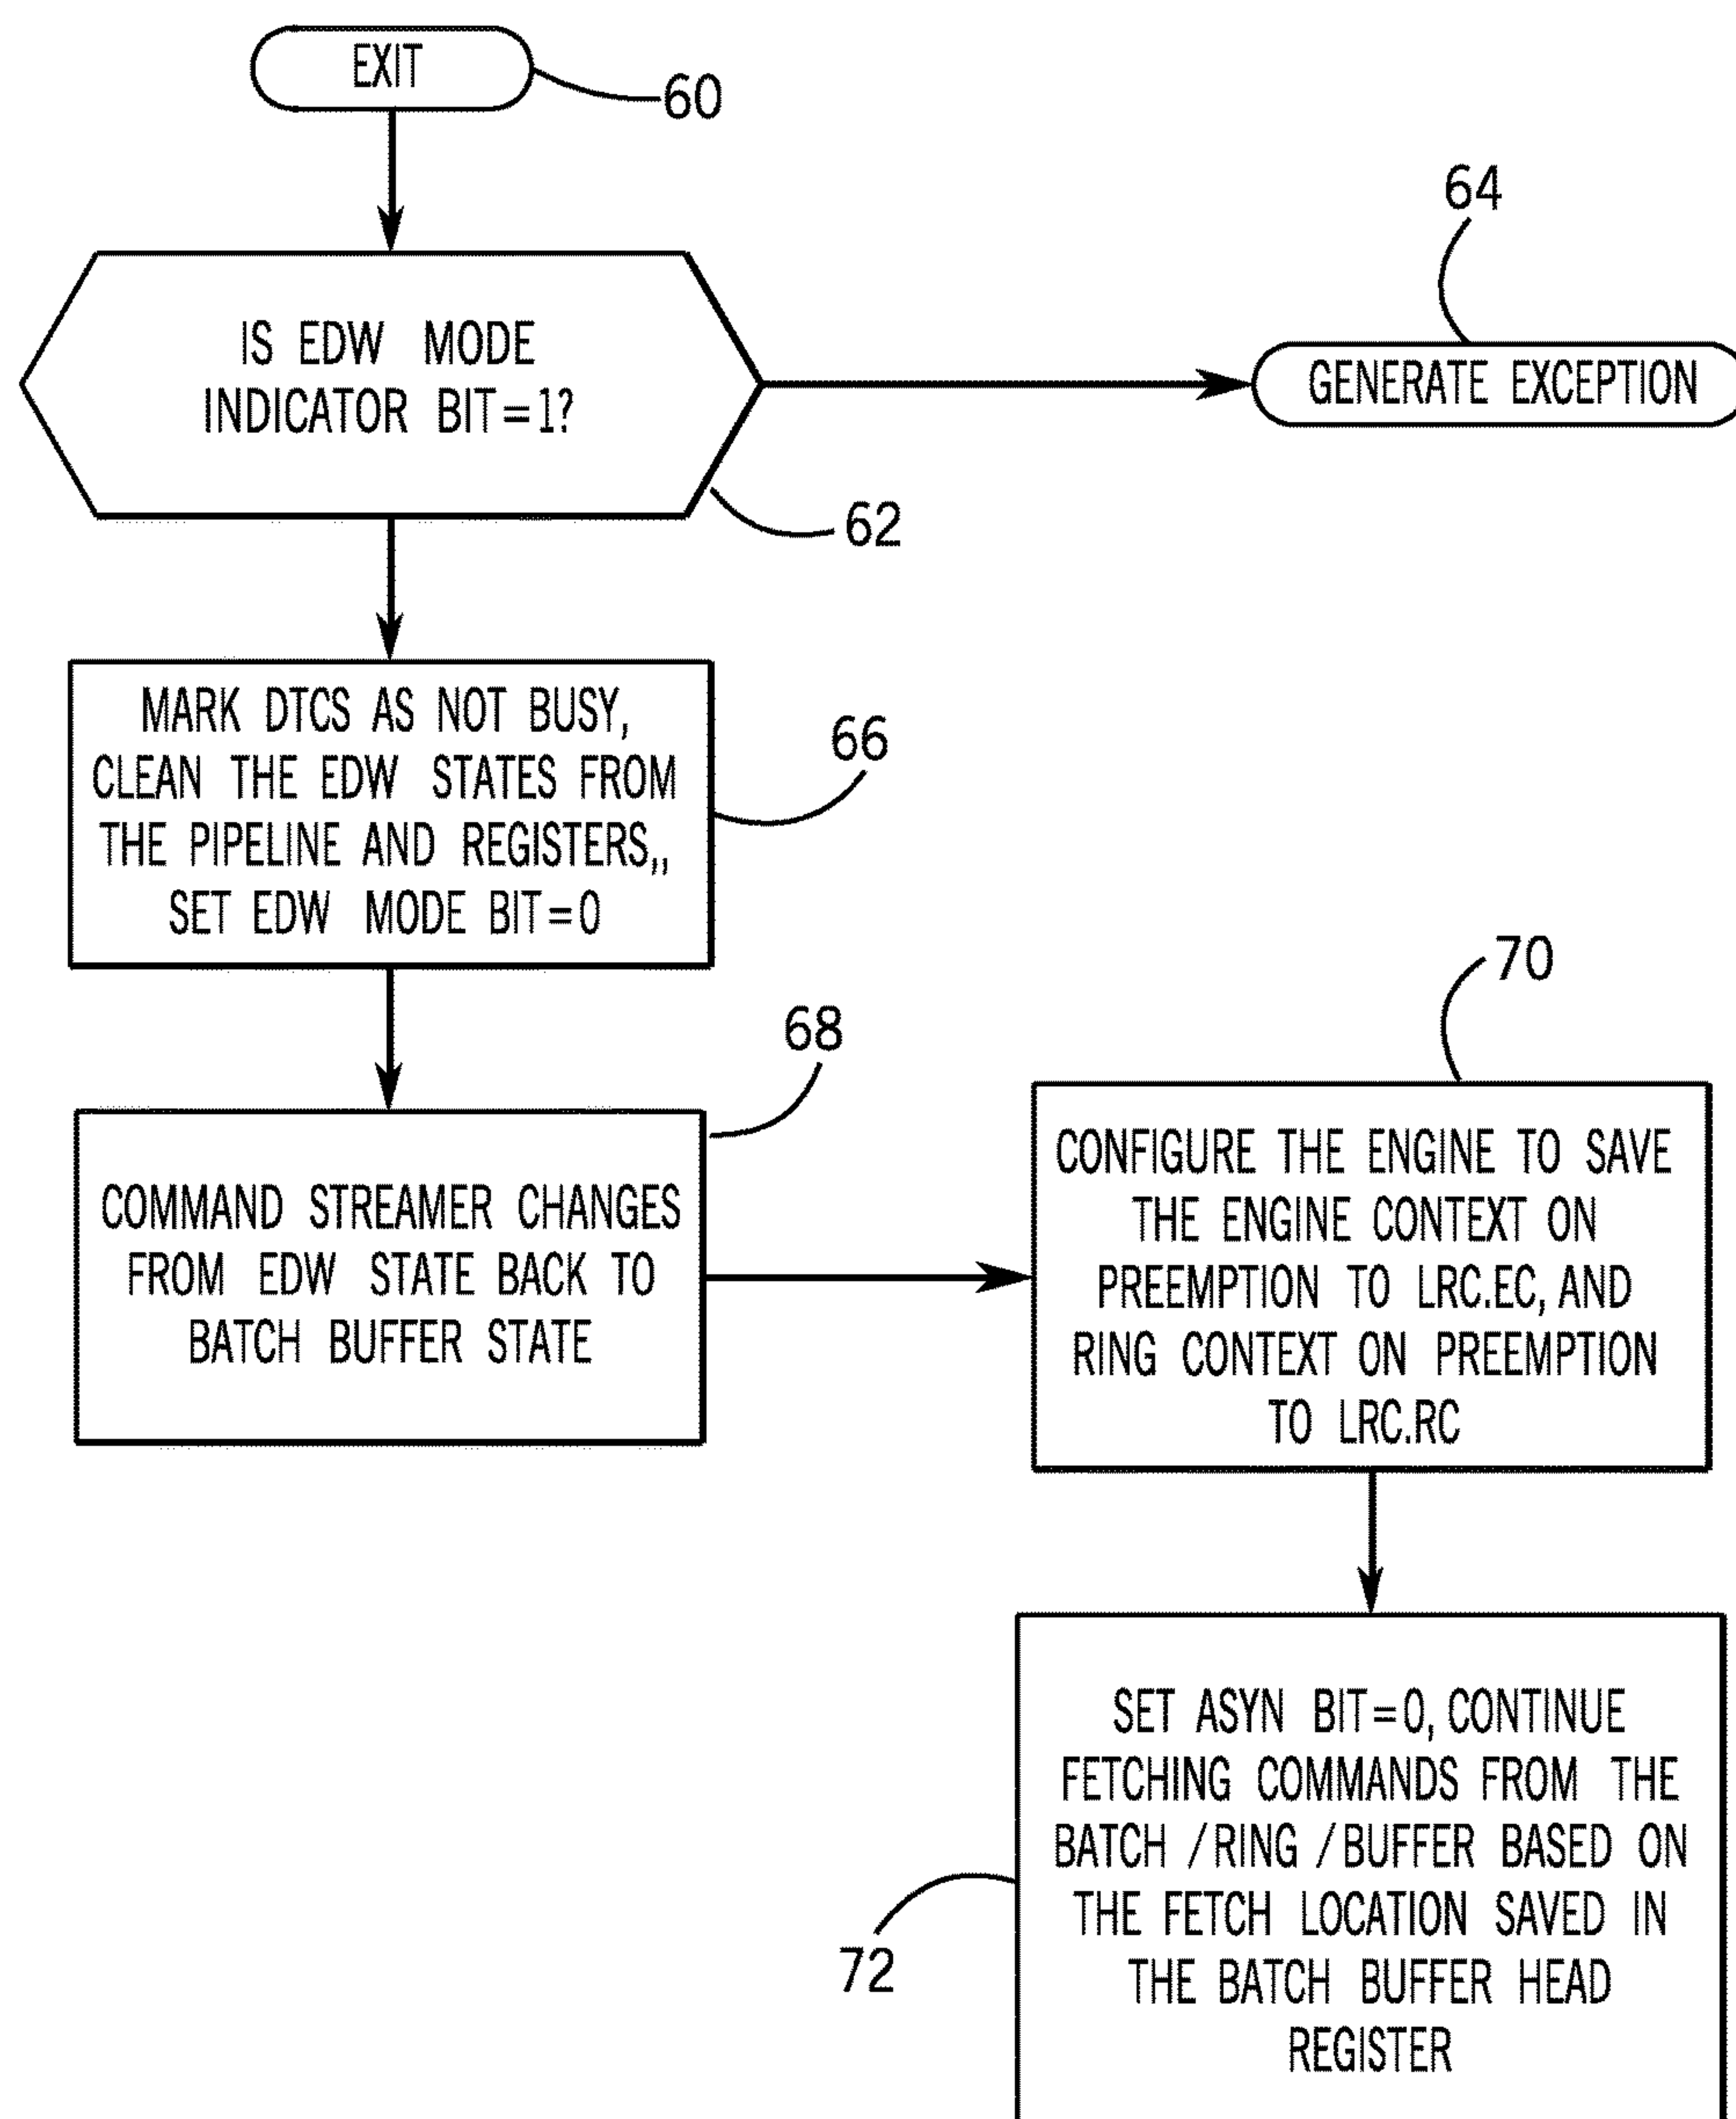 EXIT
60
64
IS EDW MODE
INDICATOR BIT=1?
GENERATE EXCEPTION
62
MARK DTCS AS NOT BUSY,
CLEAN THE EDW STATES FROM
THE PIPELINE AND REGISTERS,,
SET EDW MODE BIT=0
66
68
COMMAND STREAMER CHANGES
FROM EDW STATE BACK TO
BATCH BUFFER STATE
70
CONFIGURE THE ENGINE TO SAVE
THE ENGINE CONTEXT ON
PREEMPTION TO LRC.EC, AND
RING CONTEXT ON PREEMPTION
TO LRC.RC
SET ASYN BIT=0, CONTINUE
FETCHING COMMANDS FROM THE
BATCH /RING /BUFFER BASED ON
THE FETCH LOCATION SAVED IN
THE BATCH BUFFER HEAD
REGISTER
72